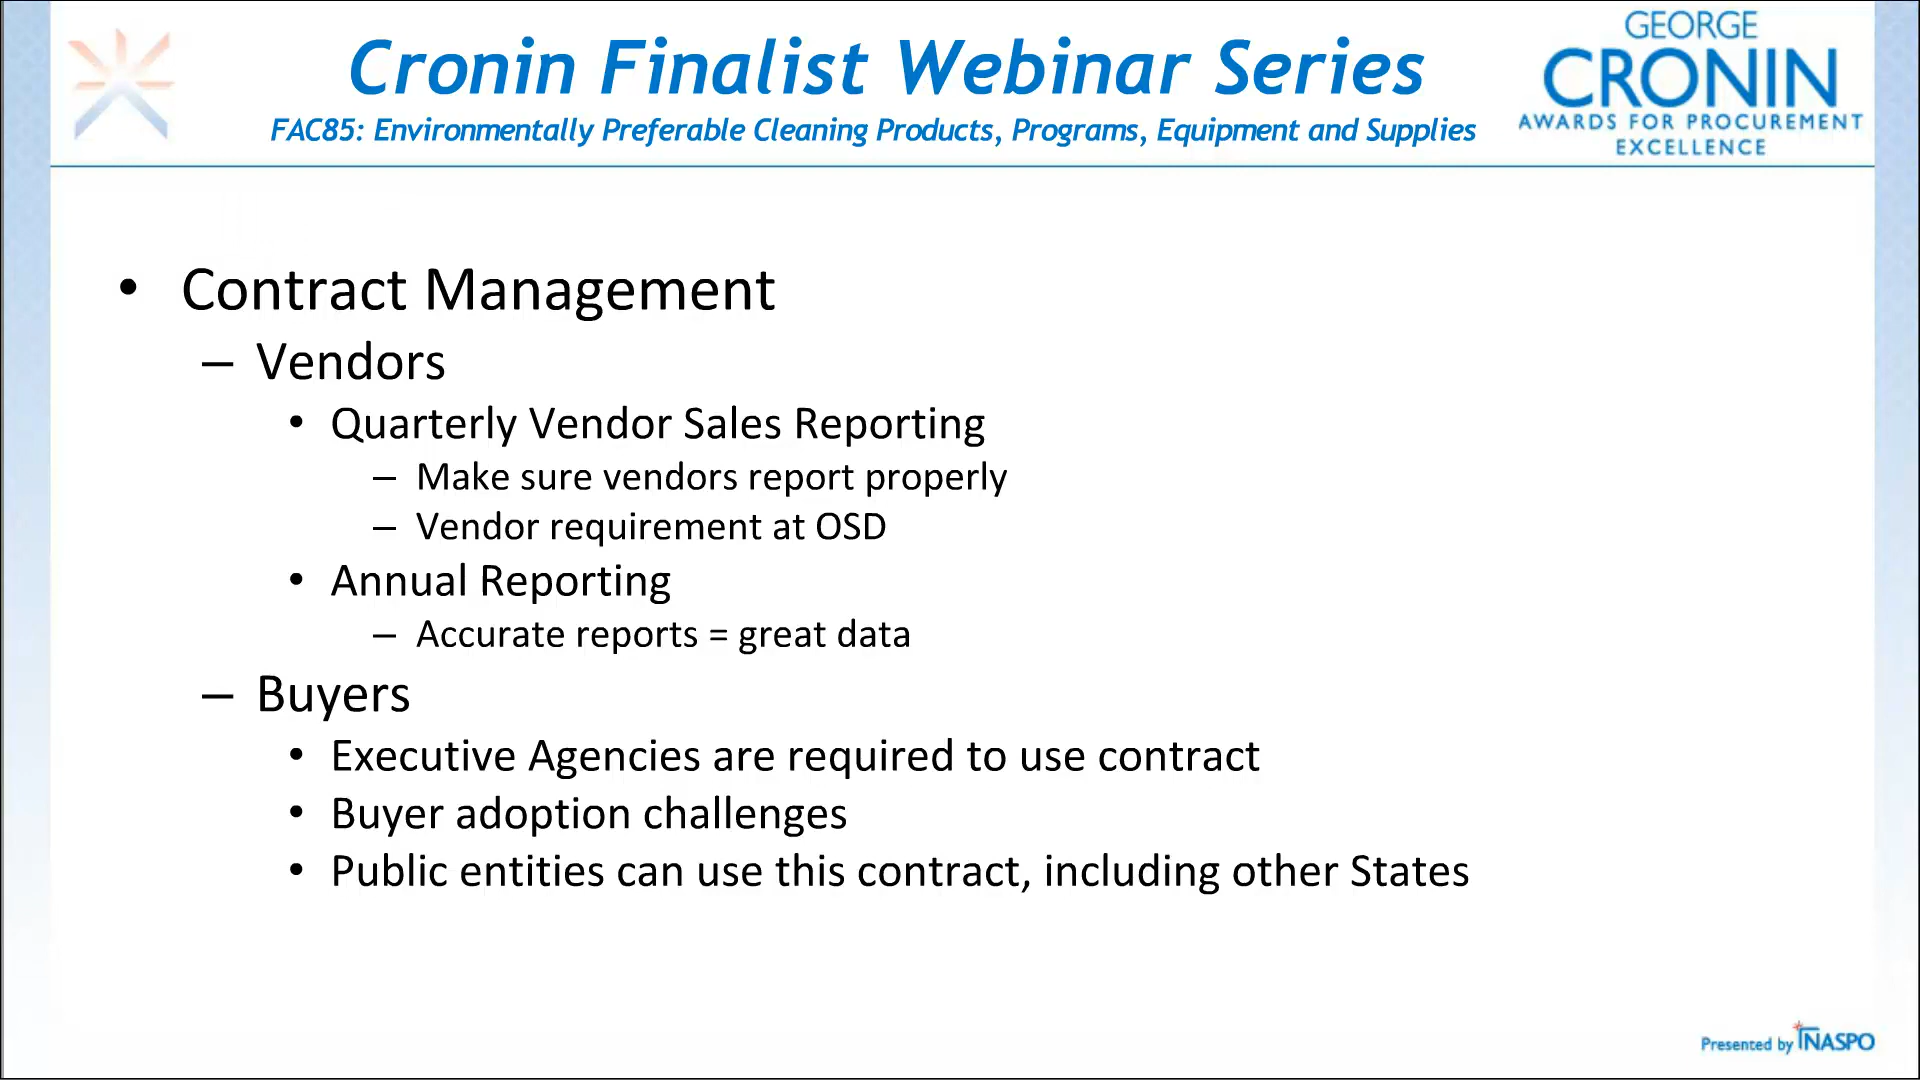 Cronin Finalist Webinar Series
FAC85: Environmentally Preferable Cleaning Products, Programs, Equipment and Supplies
GEORGE
CRONIN
AWARDS FOR PROCUREMENT
EXCELLENCE
• Contract Management
– Vendors
• Quarterly Vendor Sales Reporting
– Make sure vendors report properly
– Vendor requirement at OSD
• Annual Reporting
– Accurate reports = great data
– Buyers
• Executive Agencies are required to use contract
• Buyer adoption challenges
• Public entities can use this contract, including other States
Presented by NASPO